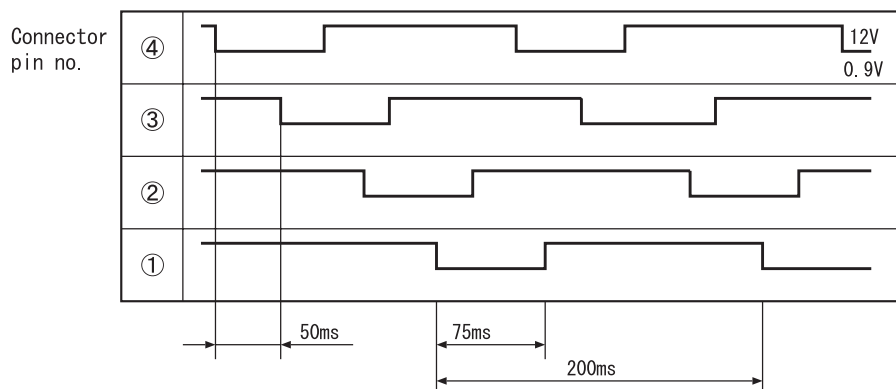 Connector
pin no.
④
12V
0.9V
③
②
①
50ms
75ms
200ms